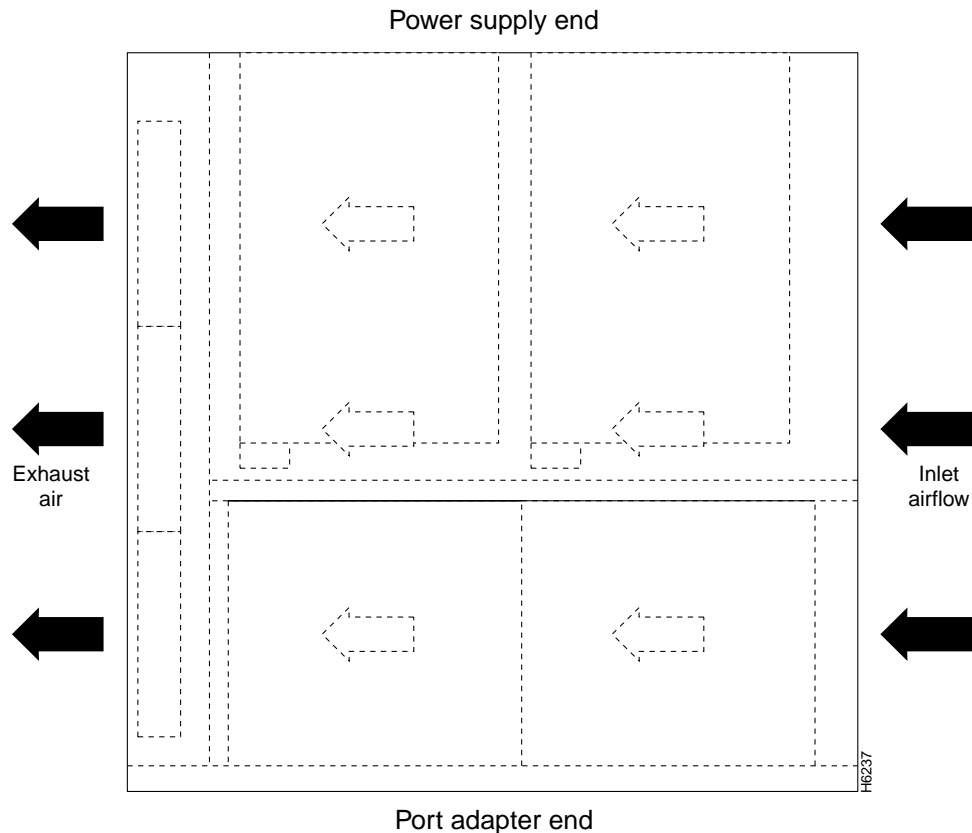 Power supply end
Exhaust
air
Inlet
airflow
H6237
Port adapter end